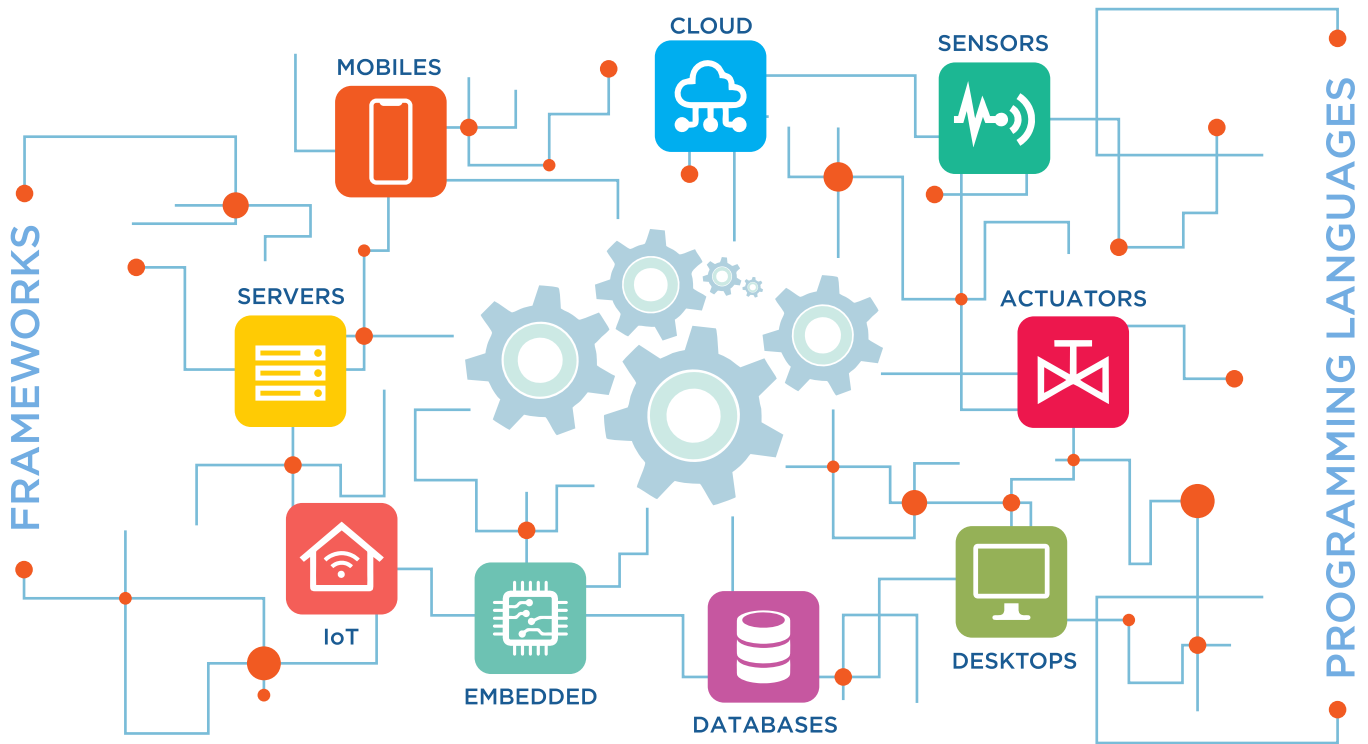 CLOUD
SENSORS
MOBILES
FRAMEWORKS
PROGRAMMING LANGUAGES
SERVERS
ACTUATORS
IoT
DESKTOPS
EMBEDDED
DATABASES